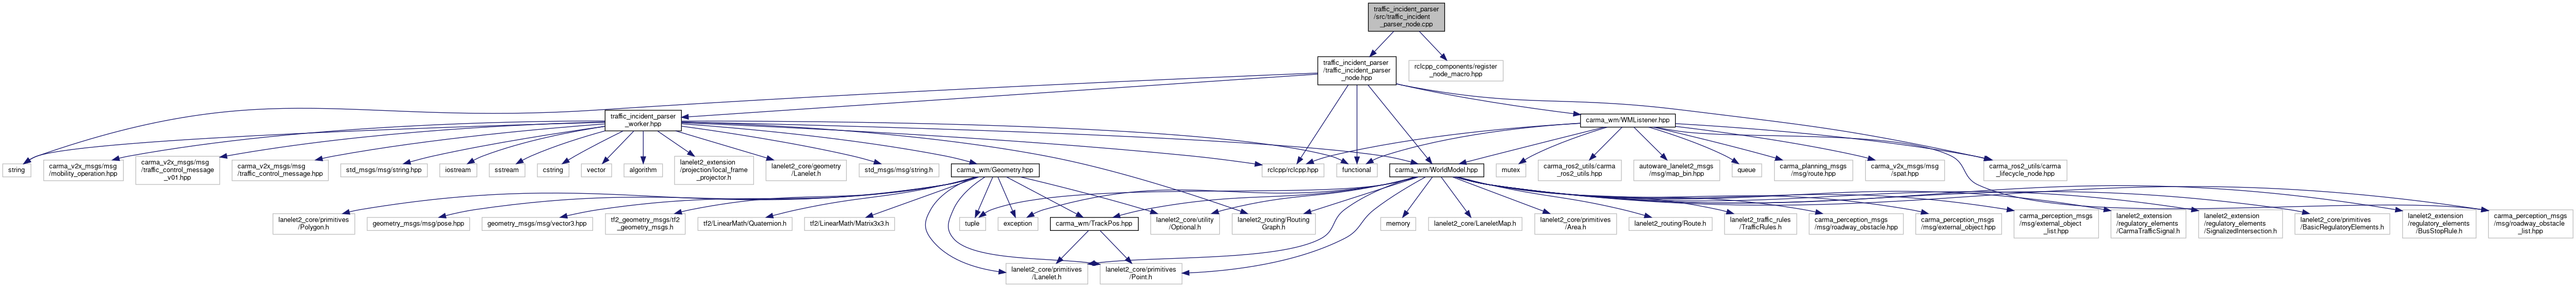 traffic_incident_parser
/src/traffic_incident
_parser_node.cpp
traffic_incident_parser
/traffic_incident_parser
_node.hpp
rclcpp_components/register
_node_macro.hpp
traffic_incident_parser
_worker.hpp
carma_wm/WMListener.hpp
string
carma_v2x_msgs/msg
/mobility_operation.hpp
carma_v2x_msgs/msg
/traffic_control_message
_v01.hpp
carma_v2x_msgs/msg
/traffic_control_message.hpp
std_msgs/msg/string.hpp
iostream
sstream
cstring
vector
algorithm
lanelet2_extension
/projection/local_frame
_projector.h
lanelet2_core/geometry
/Lanelet.h
std_msgs/msg/string.h
carma_wm/Geometry.hpp
rclcpp/rclcpp.hpp
functional
carma_wm/WorldModel.hpp
mutex
carma_ros2_utils/carma
_ros2_utils.hpp
autoware_lanelet2_msgs
/msg/map_bin.hpp
queue
carma_planning_msgs
/msg/route.hpp
carma_v2x_msgs/msg
/spat.hpp
carma_ros2_utils/carma
_lifecycle_node.hpp
lanelet2_core/primitives
/Polygon.h
geometry_msgs/msg/pose.hpp
geometry_msgs/msg/vector3.hpp
tf2_geometry_msgs/tf2
_geometry_msgs.h
tf2/LinearMath/Quaternion.h
tf2/LinearMath/Matrix3x3.h
tuple
exception
carma_wm/TrackPos.hpp
lanelet2_core/utility
/Optional.h
lanelet2_routing/Routing
Graph.h
memory
lanelet2_core/LaneletMap.h
lanelet2_core/primitives
/Area.h
lanelet2_routing/Route.h
lanelet2_traffic_rules
/TrafficRules.h
carma_perception_msgs
/msg/roadway_obstacle.hpp
carma_perception_msgs
/msg/external_object.hpp
carma_perception_msgs
/msg/external_object
_list.hpp
lanelet2_extension
/regulatory_elements
/CarmaTrafficSignal.h
lanelet2_extension
/regulatory_elements
/SignalizedIntersection.h
lanelet2_core/primitives
/BasicRegulatoryElements.h
lanelet2_extension
/regulatory_elements
/BusStopRule.h
carma_perception_msgs
/msg/roadway_obstacle
_list.hpp
lanelet2_core/primitives
/Lanelet.h
lanelet2_core/primitives
/Point.h